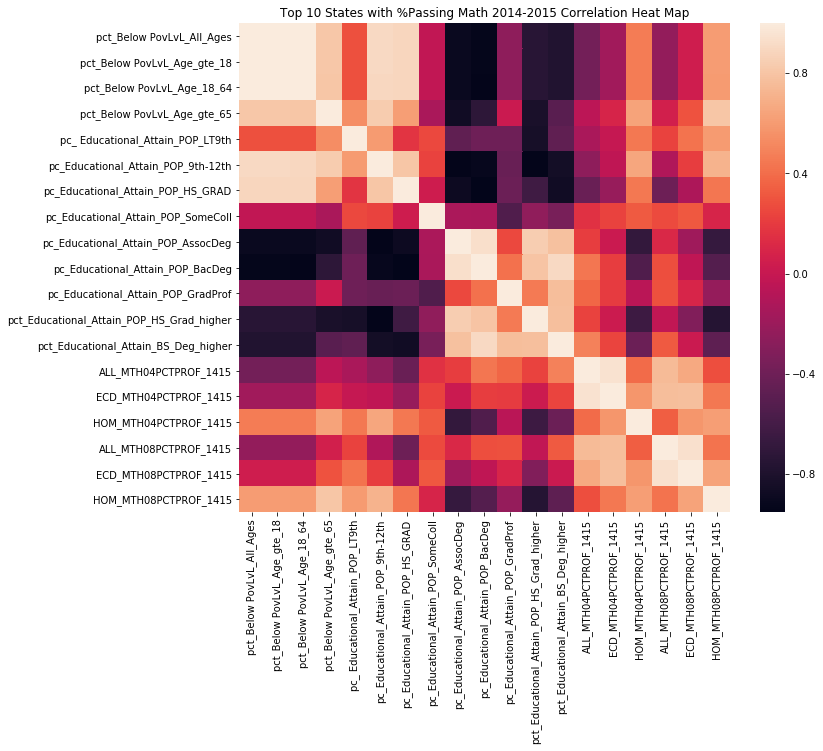 Top 10 States with %Passing Math 2014-2015 Correlation Heat Map
pct_Below PovLvL_All_Ages
pct_Below PovLvL_Age_gte_18
pct_Below PovLvL_Age_18_64
pct_Below PovLvL_Age_gte_65
pc_ Educational_Attain_POP_LT9th
pc_Educational_Attain_POP_9th-12th
pc_Educational_Attain_POP_HS_GRAD
pc_Educational_Attain_POP_SomeColl
pc_Educational_Attain_POP_AssocDeg
pc_Educational_Attain_POP_BacDeg
pc_Educational_Attain_POP_GradProf
pct_Educational_Attain_POP_HS_Grad_higher
pct_Educational_Attain_BS_Deg_higher
ALL_MTH04PCTPROF_1415
ECD_MTH04PCTPROF_1415
HOM_MTH04PCTPROF_1415
ALL_MTH08PCTPROF_1415
ECD_MTH08PCTPROF_1415
HOM_MTH08PCTPROF_1415
pct_Below PovLvL_All_Ages
pct_Below PovLvL_Age_gte_18
pct_Below PovLvL_Age_18_64
pct_Below PovLvL_Age_gte_65
pc_ Educational_Attain_POP_LT9th
pc_Educational_Attain_POP_9th-12th
pc_Educational_Attain_POP_HS_GRAD
pc_Educational_Attain_POP_SomeColl
pc_Educational_Attain_POP_AssocDeg
pc_Educational_Attain_POP_BacDeg
pc_Educational_Attain_POP_GradProf
pct_Educational_Attain_POP_HS_Grad_higher
pct_Educational_Attain_BS_Deg_higher
ALL_MTH04PCTPROF_1415
ECD_MTH04PCTPROF_1415
HOM_MTH04PCTPROF_1415
ALL_MTH08PCTPROF_1415
ECD_MTH08PCTPROF_1415
HOM_MTH08PCTPROF_1415
0.8
0.4
0.0
−0.4
−0.8